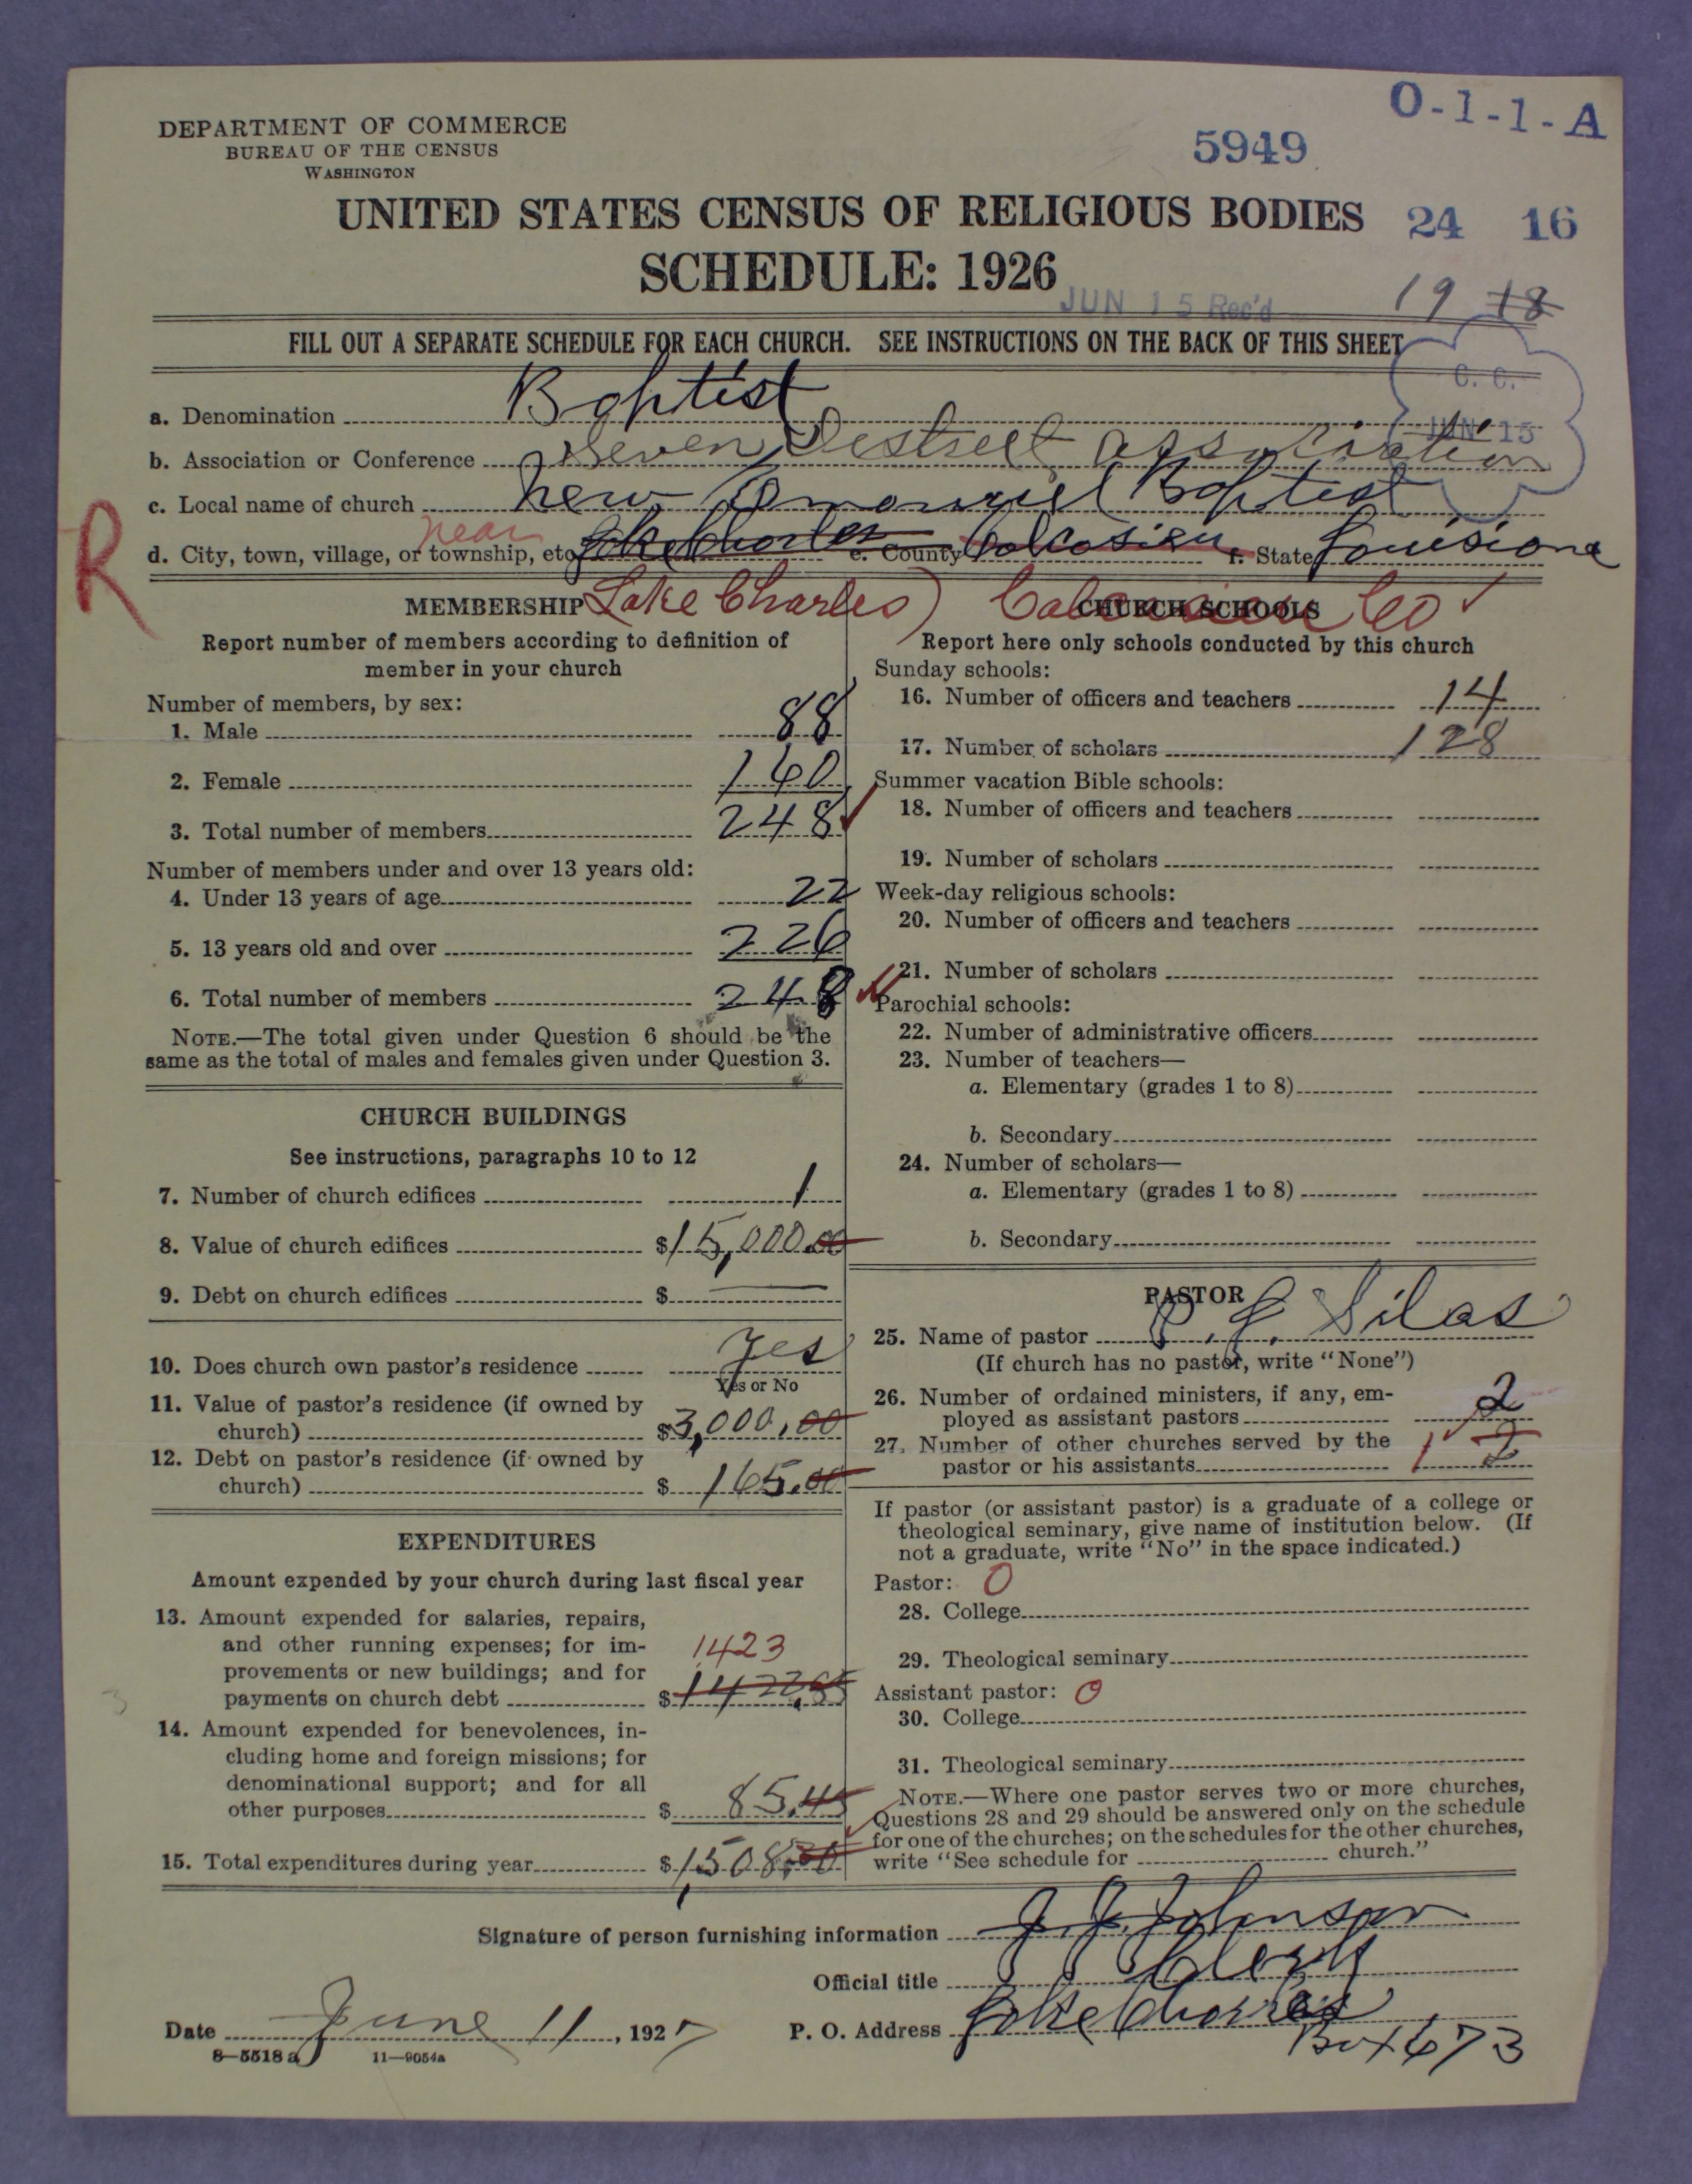 DEPARTMENT OF COMMERCE
BUREAU OF THE CENSUS
WASHINGTON
O-1-1-A
5949
UNITED STATES CENSUS OF RELIGIOUS BODIES 24 16
SCHEDULE: 1926
JUN 15 Rec'd
19 18
FILL OUT A SEPARATE SCHEDULE FOR EACH CHURCH. SEE INSTRUCTIONS ON THE BACK OF THIS SHEET
C. C.
JUN 15
a. Denomination Baptist
b. Association or Conference Seven District association
c. Local name of church New Emanuel Baptist
R
near
d. City, town, village, or township, etc Lake Charles e. County Calcasieu f. State Louisiana
Lake Charles) Calcasieu Co ✓
MEMBERSHIP
Report number of members according to definition of
member in your church
Number of members, by sex:
1. Male 88
2. Female 160
3. Total number of members 248 ✓
Number of members under and over 13 years old:
4. Under 13 years of age 22
5. 13 years old and over 226
6. Total number of members 248
NOTE.—The total given under Question 6 should be the
same as the total of males and females given under Question 3.
CHURCH BUILDINGS
See instructions, paragraphs 10 to 12
7. Number of church edifices 1
8. Value of church edifices $15,000.00
9. Debt on church edifices $ —
10. Does church own pastor's residence Yes
Yes or No
11. Value of pastor's residence (if owned by
church) $3,000.00
12. Debt on pastor's residence (if owned by
church) $ 165.00
EXPENDITURES
Amount expended by your church during last fiscal year
13. Amount expended for salaries, repairs,
and other running expenses; for im-
1423
provements or new buildings; and for
payments on church debt $ 1422.85
14. Amount expended for benevolences, in-
cluding home and foreign missions; for
denominational support; and for all
other purposes $ 85.45
15. Total expenditures during year $1,508.30
CHURCH SCHOOLS
Report here only schools conducted by this church
Sunday schools:
16. Number of officers and teachers 14
17. Number of scholars 128
Summer vacation Bible schools:
18. Number of officers and teachers
19. Number of scholars
Week-day religious schools:
20. Number of officers and teachers
21. Number of scholars
Parochial schools:
22. Number of administrative officers
23. Number of teachers—
a. Elementary (grades 1 to 8)
b. Secondary
24. Number of scholars—
a. Elementary (grades 1 to 8)
b. Secondary
PASTOR
25. Name of pastor P. J. Silas
(If church has no pastor, write "None")
26. Number of ordained ministers, if any, em-
ployed as assistant pastors 2
27. Number of other churches served by the
pastor or his assistants 1 2
If pastor (or assistant pastor) is a graduate of a college or
theological seminary, give name of institution below. (If
not a graduate, write "No" in the space indicated.)
Pastor: 0
28. College
29. Theological seminary
Assistant pastor: 0
30. College
31. Theological seminary
NOTE.—Where one pastor serves two or more churches,
Questions 28 and 29 should be answered only on the schedule
for one of the churches; on the schedules for the other churches,
write "See schedule for church."
Signature of person furnishing information J. J. Johnson
Official title Clerk
Date June 11, 1927
P. O. Address Lake Charles
Box 673
8—5518 a 11—9054a